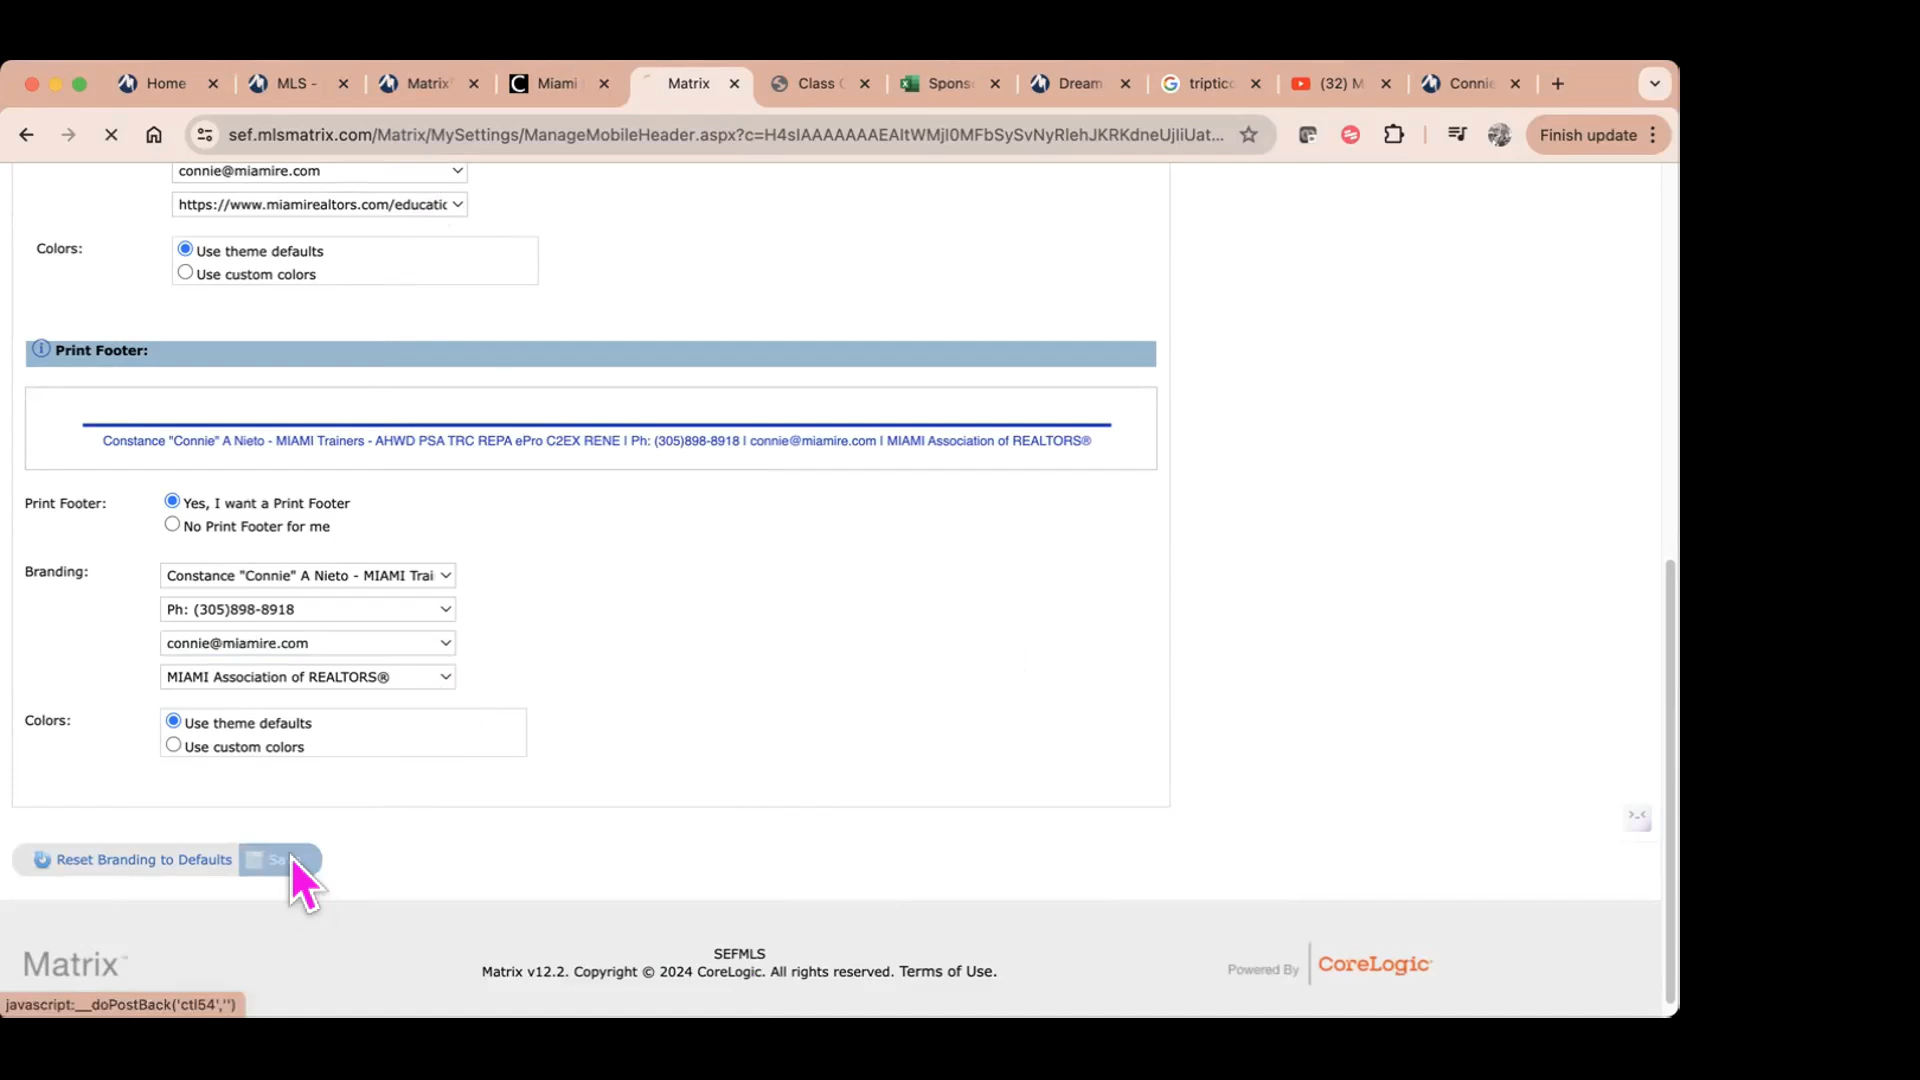 Home
MLS -
Matrix
Miami
Matrix
Class
Spons
Dream
triptic
(32) M
Connie
sef.mlsmatrix.com/Matrix/MySettings/ManageMobileHeader.aspx?c=H4sIAAAAAAAEAItWMjI0MFbSySvNyRlehJKRKdneUjIiUat...
Finish update
connie@miamire.com
https://www.miamirealtors.com/educatic
Colors:
Use theme defaults
Use custom colors
Print Footer:
Constance "Connie" A Nieto - MIAMI Trainers - AHWD PSA TRC REPA ePro C2EX RENE | Ph: (305)898-8918 | connie@miamire.com | MIAMI Association of REALTORS®
Print Footer:
Yes, I want a Print Footer
No Print Footer for me
Branding:
Constance "Connie" A Nieto - MIAMI Trai
Ph: (305)898-8918
connie@miamire.com
MIAMI Association of REALTORS®
Colors:
Use theme defaults
Use custom colors
Reset Branding to Defaults
Matrix™
SEFMLS
Matrix v12.2. Copyright © 2024 CoreLogic. All rights reserved. Terms of Use.
Powered By
CoreLogic
javascript:__doPostBack('ctl54','')